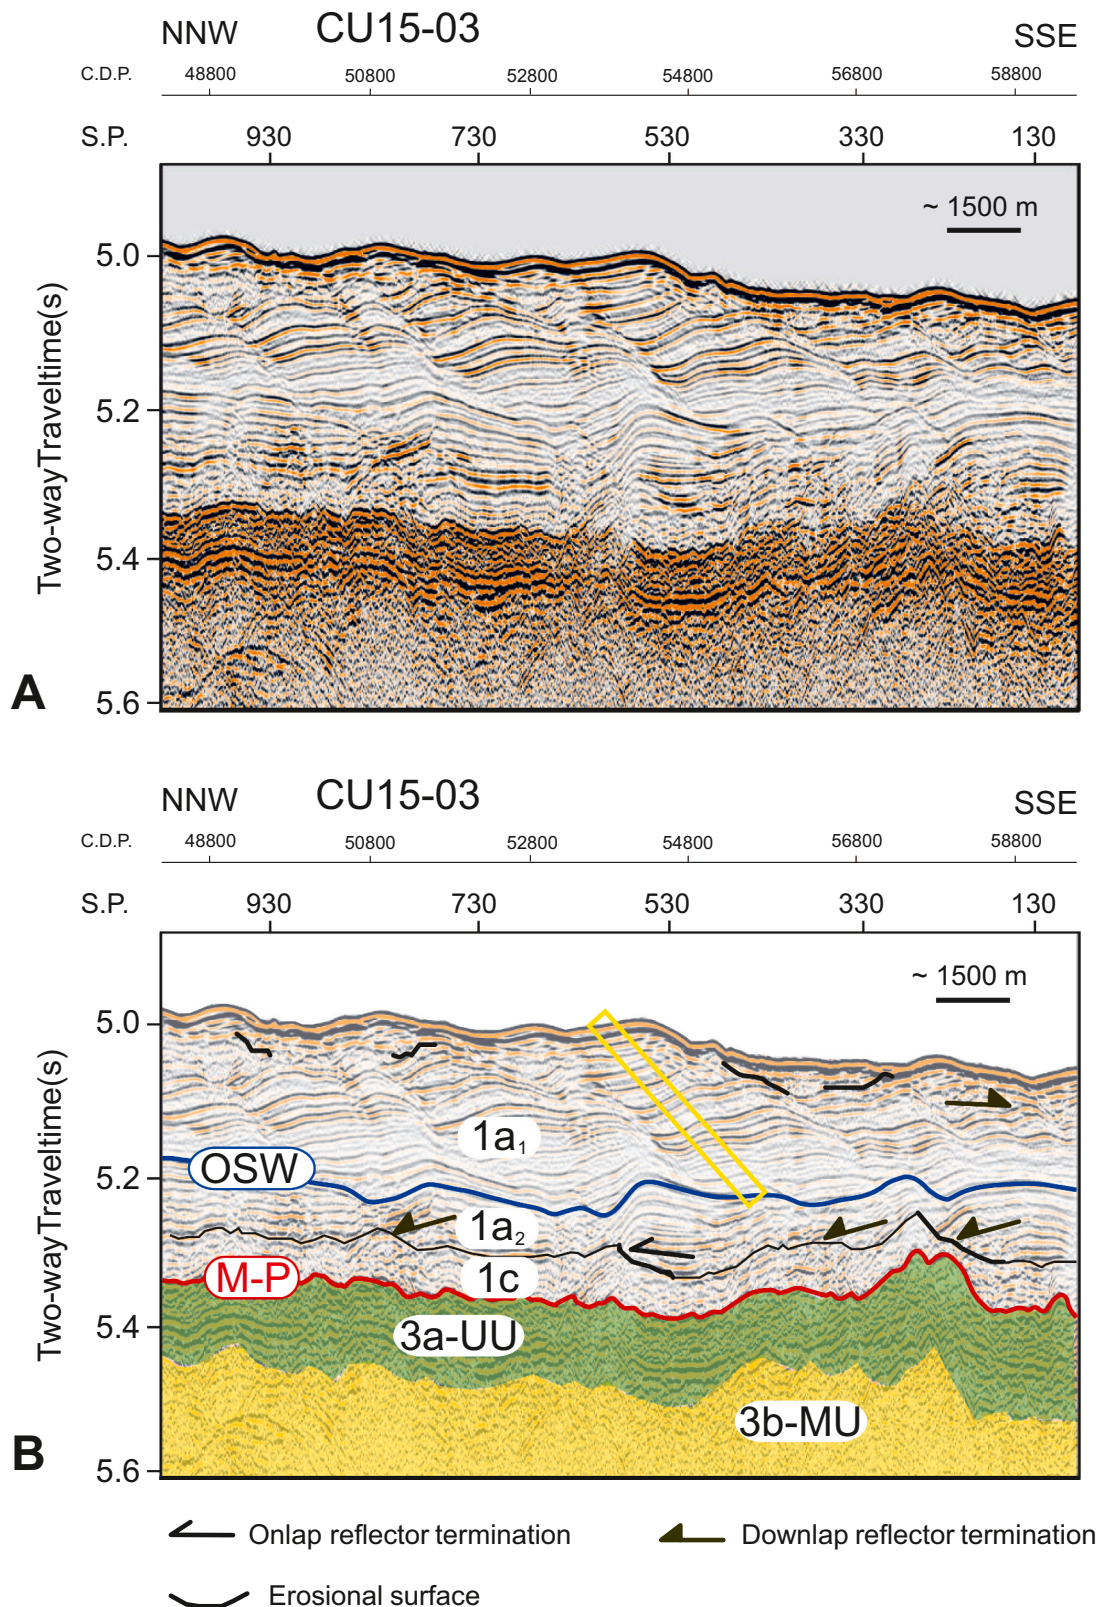 NNW CU15-03 SSE
C.D.P. 48800 50800 52800 54800 56800 58800
S.P. 930 730 530 330 130
~ 1500 m
5.0
5.2
5.4
5.6
Two-wayTraveltime(s)
A
NNW CU15-03 SSE
C.D.P. 48800 50800 52800 54800 56800 58800
S.P. 930 730 530 330 130
~ 1500 m
5.0
5.2
5.4
5.6
Two-wayTraveltime(s)
1a₁
OSW
1a₂
M-P
1c
3a-UU
3b-MU
B
Onlap reflector termination Downlap reflector termination
Erosional surface